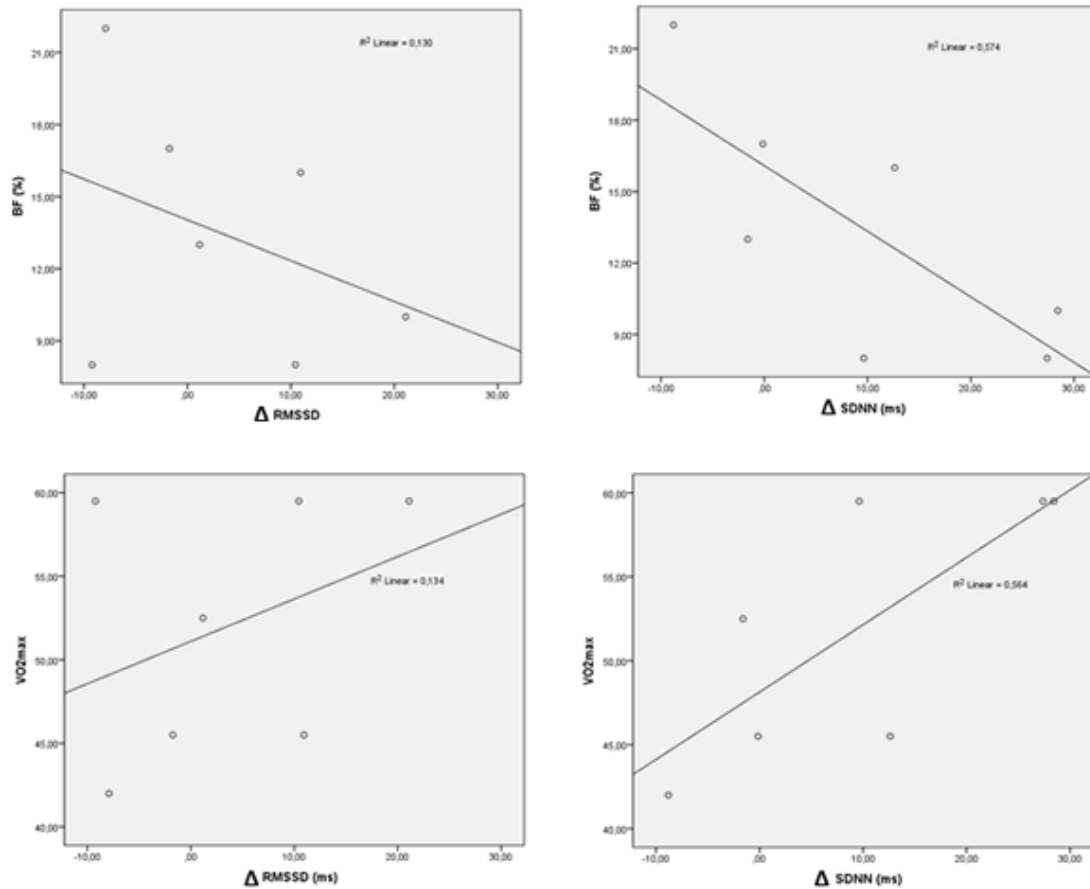 R² Linear = 0,130
BF (%)
21,00
18,00
15,00
12,00
9,00
-10,00 ,00 10,00 20,00 30,00
Δ RMSSD
R² Linear = 0,574
BF (%)
21,00
18,00
15,00
12,00
9,00
-10,00 ,00 10,00 20,00 30,00
Δ SDNN (ms)
R² Linear = 0,134
VO2max
60,00
55,00
50,00
45,00
40,00
-10,00 ,00 10,00 20,00 30,00
Δ RMSSD (ms)
R² Linear = 0,564
VO2max
60,00
55,00
50,00
45,00
40,00
-10,00 ,00 10,00 20,00 30,00
Δ SDNN (ms)